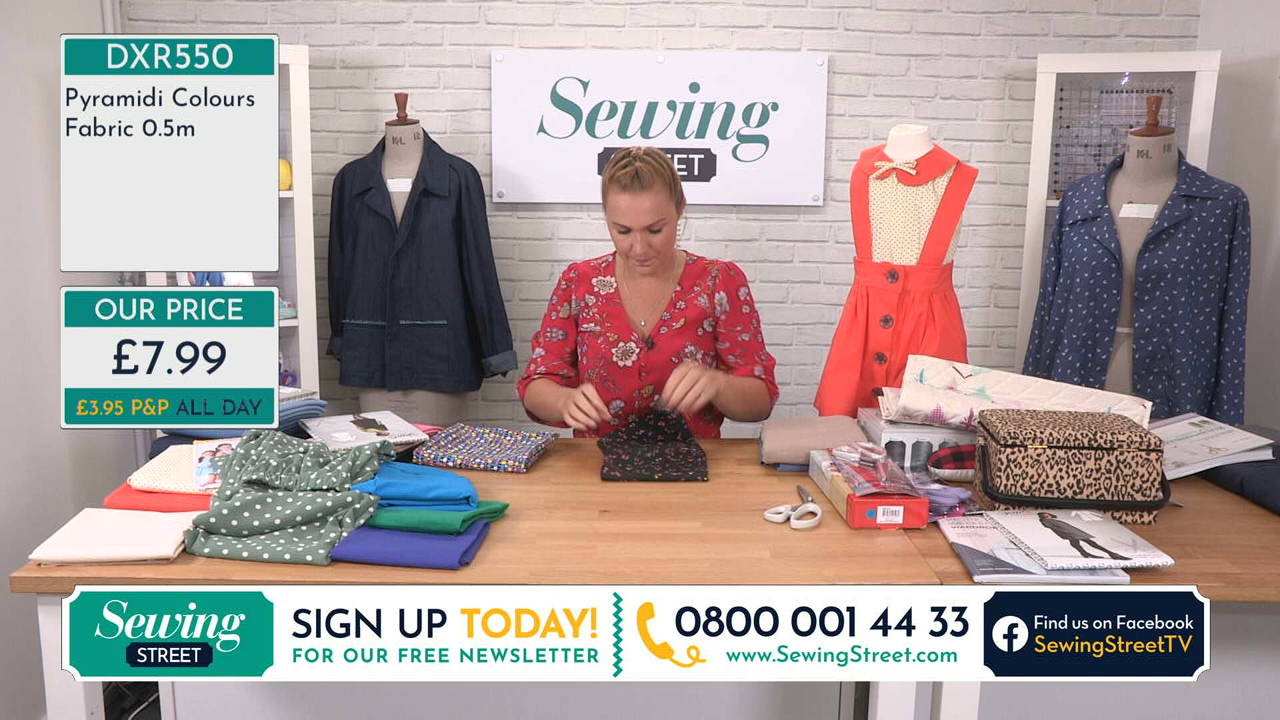 DXR550
Pyramidi Colours
Fabric 0.5m
OUR PRICE
£7.99
£3.95 P&P ALL DAY
Sewing
Sewing
STREET
SIGN UP TODAY!
FOR OUR FREE NEWSLETTER
0800 001 44 33
www.SewingStreet.com
Find us on Facebook
SewingStreetTV